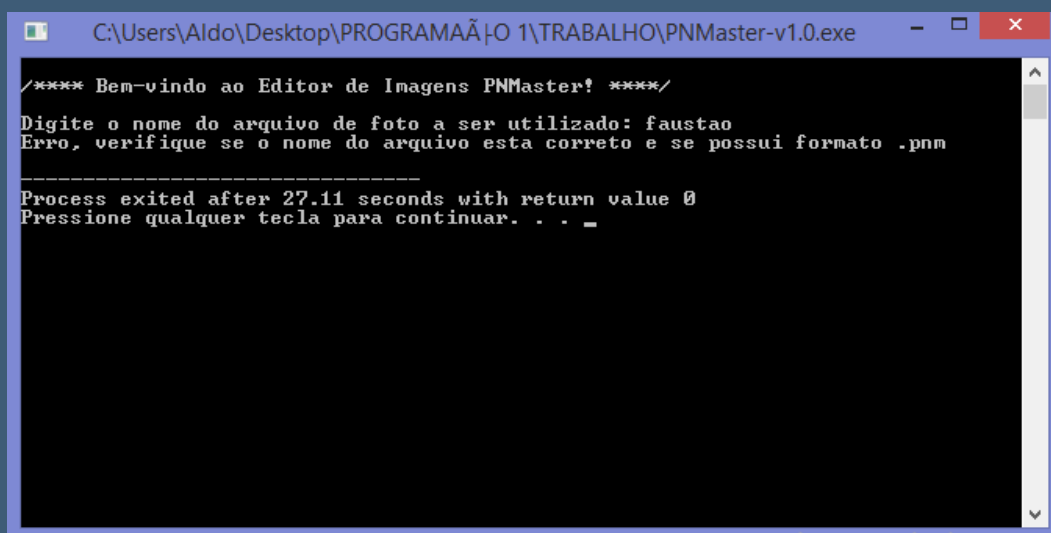 C:\Users\Aldo\Desktop\PROGRAMAÃ├O 1\TRABALHO\PNMaster-v1.0.exe
/**** Bem-vindo ao Editor de Imagens PNMaster! ****/
Digite o nome do arquivo de foto a ser utilizado: faustao
Erro, verifique se o nome do arquivo esta correto e se possui formato .pnm
--------------------------------
Process exited after 27.11 seconds with return value 0
Pressione qualquer tecla para continuar. . . _